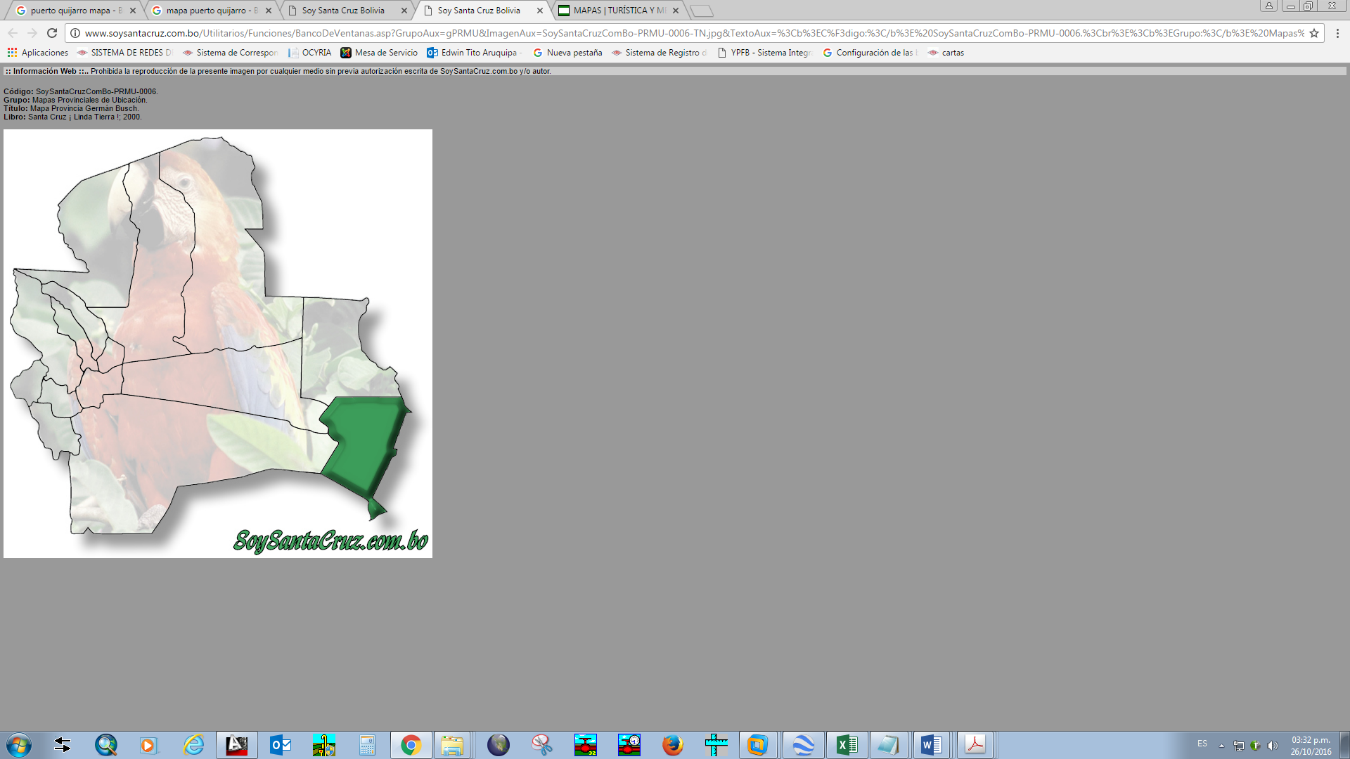 puerto quijarro mapa - B
mapa puerto quijarro - B
Soy Santa Cruz Bolivia
Soy Santa Cruz Bolivia
MAPAS | TURÍSTICA Y M
www.soysantacruz.com.bo/Utilitarios/Funciones/BancoDeVentanas.asp?GrupoAux=gPRMU&ImagenAux=SoySantaCruzComBo-PRMU-0006-TN.jpg&TextoAux=%3Cb%3EC%F3digo:%3C/b%3E%20SoySantaCruzComBo-PRMU-0006.%3Cbr%3E%3Cb%3EGrupo:%3C/b%3E%20Mapas%
Aplicaciones
SISTEMA DE REDES D
Sistema de Correspon
OCYRIA
Mesa de Servicio
Edwin Tito Aruquipa -
Nueva pestaña
Sistema de Registro d
YPFB - Sistema Integr
Configuración de las
cartas
:: Información Web ::.. Prohibida la reproducción de la presente imagen por cualquier medio sin previa autorización escrita de SoySantaCruz.com.bo y/o autor.
Código: SoySantaCruzComBo-PRMU-0006.
Grupo: Mapas Provinciales de Ubicación.
Título: Mapa Provincia Germán Busch.
Libro: Santa Cruz ¡ Linda Tierra !; 2000.
SoySantaCruz.com.bo
ES
03:32 p.m.
26/10/2016